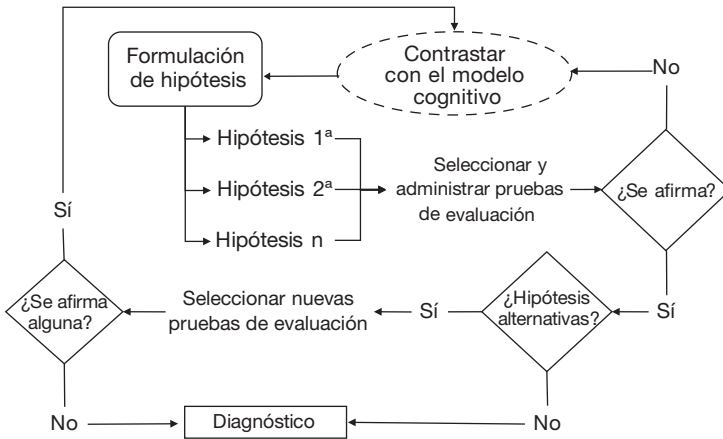 Formulación
de hipótesis
Contrastar
con el modelo
cognitivo
No
Hipótesis 1ª
Hipótesis 2ª
Hipótesis n
Seleccionar y
administrar pruebas
de evaluación
¿Se afirma?
Sí
Sí
¿Hipótesis
alternativas?
Sí
Seleccionar nuevas
pruebas de evaluación
¿Se afirma
alguna?
No
Diagnóstico
No